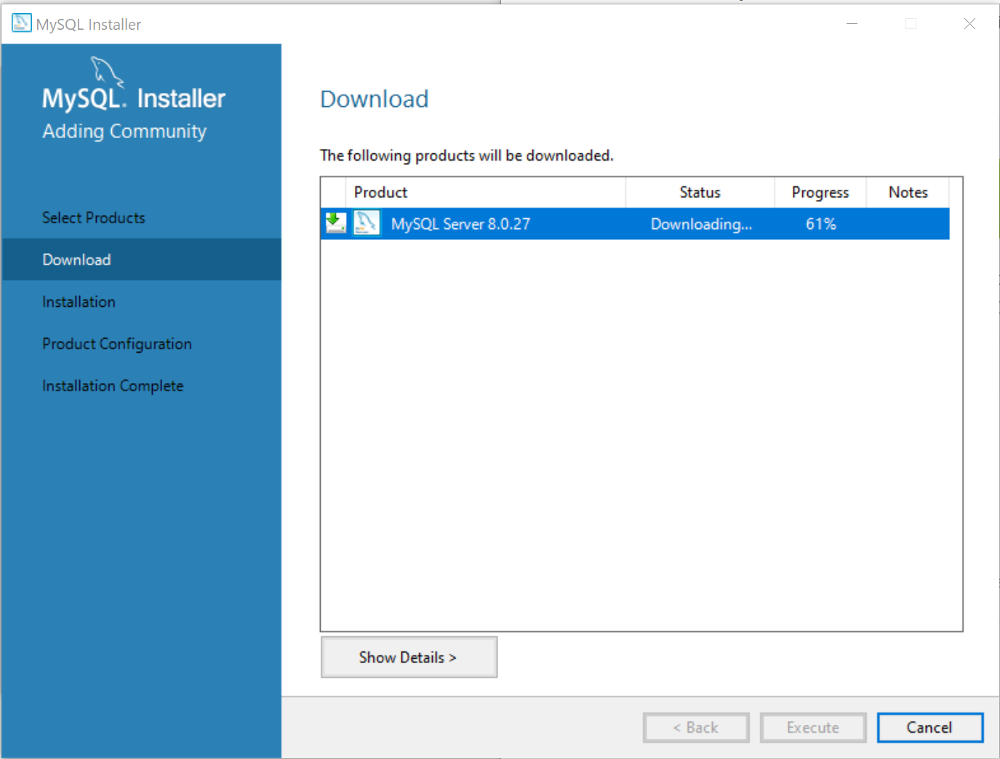 MySQL Installer
MySQL. Installer
Adding Community
Select Products
Download
Installation
Product Configuration
Installation Complete
Download
The following products will be downloaded.
Product Status Progress Notes
MySQL Server 8.0.27 Downloading... 61%
Show Details >
< Back Execute Cancel